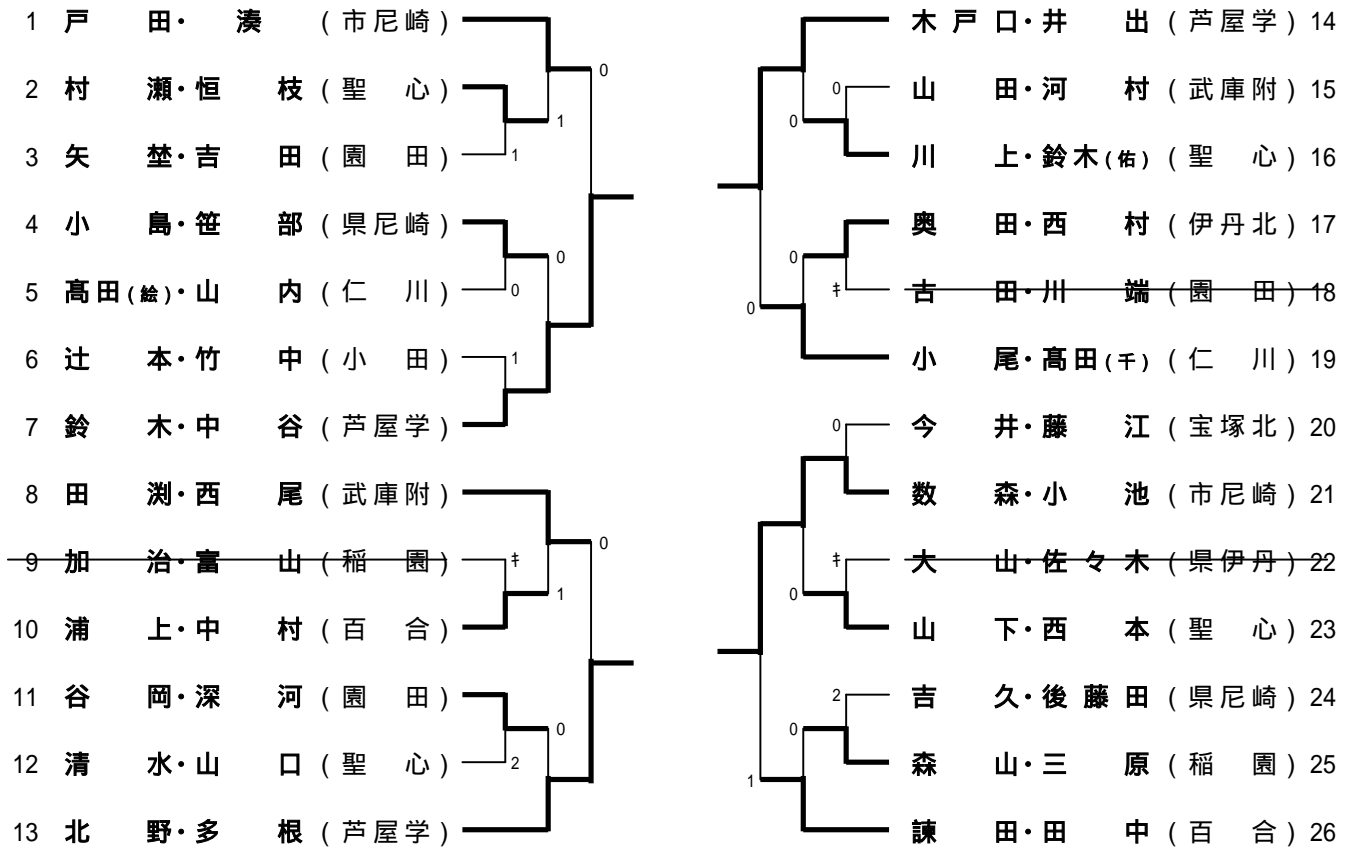 1 戸田・湊 (市尼崎)
0
2 村瀬・恒枝 (聖心)
1
3 矢埜・吉田 (園田)
1
4 小島・笹部 (県尼崎)
0
5 髙田(絵)・山内 (仁川)
0
6 辻本・竹中 (小田)
1
7 鈴木・中谷 (芦屋学)
8 田渕・西尾 (武庫附)
0
9 加治・富山 (稲園)
キ
10 浦上・中村 (百合)
1
11 谷岡・深河 (園田)
0
12 清水・山口 (聖心)
2
13 北野・多根 (芦屋学)
木戸口・井出 (芦屋学) 14
0
山田・河村 (武庫附) 15
0
川上・鈴木(佑) (聖心) 16
奥田・西村 (伊丹北) 17
0
キ
古田・川端 (園田) 18
0
小尾・髙田(千) (仁川) 19
0
今井・藤江 (宝塚北) 20
数森・小池 (市尼崎) 21
キ
大山・佐々木 (県伊丹) 22
0
山下・西本 (聖心) 23
2
吉久・後藤田 (県尼崎) 24
0
森山・三原 (稲園) 25
1
諌田・田中 (百合) 26